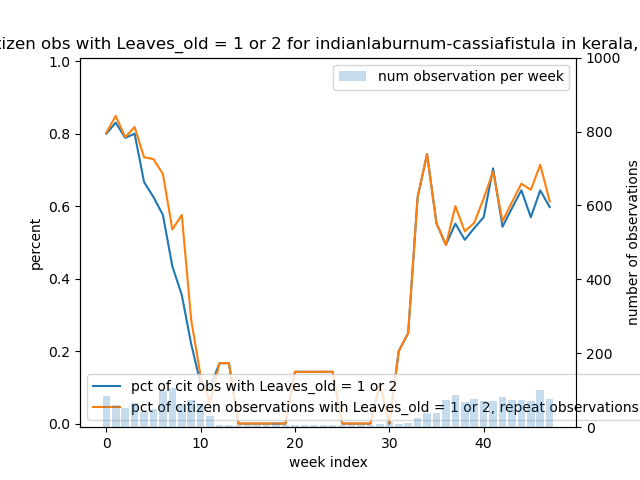 tizen obs with Leaves_old = 1 or 2 for indianlaburnum-cassiafistula in kerala,
num observation per week
percent
1.0
0.8
0.6
0.4
0.2
0.0
1000
800
600
400
200
0
number of observations
pct of cit obs with Leaves_old = 1 or 2
pct of citizen observations with Leaves_old = 1 or 2, repeat observations
0 10 20 30 40
week index